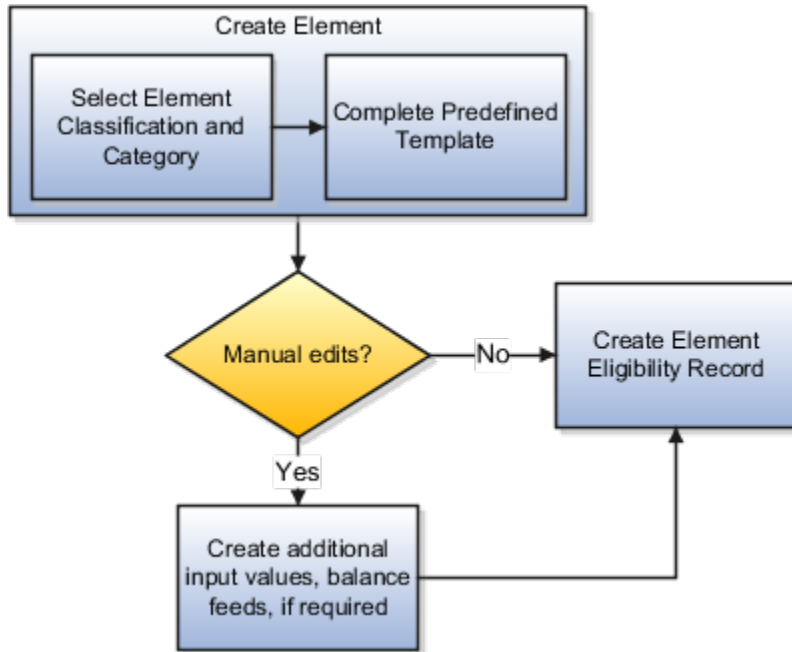 Create Element
Select Element
Classification and
Category
Complete Predefined
Template
Manual edits?
No
Create Element
Eligibility Record
Yes
Create additional
input values, balance
feeds, if required